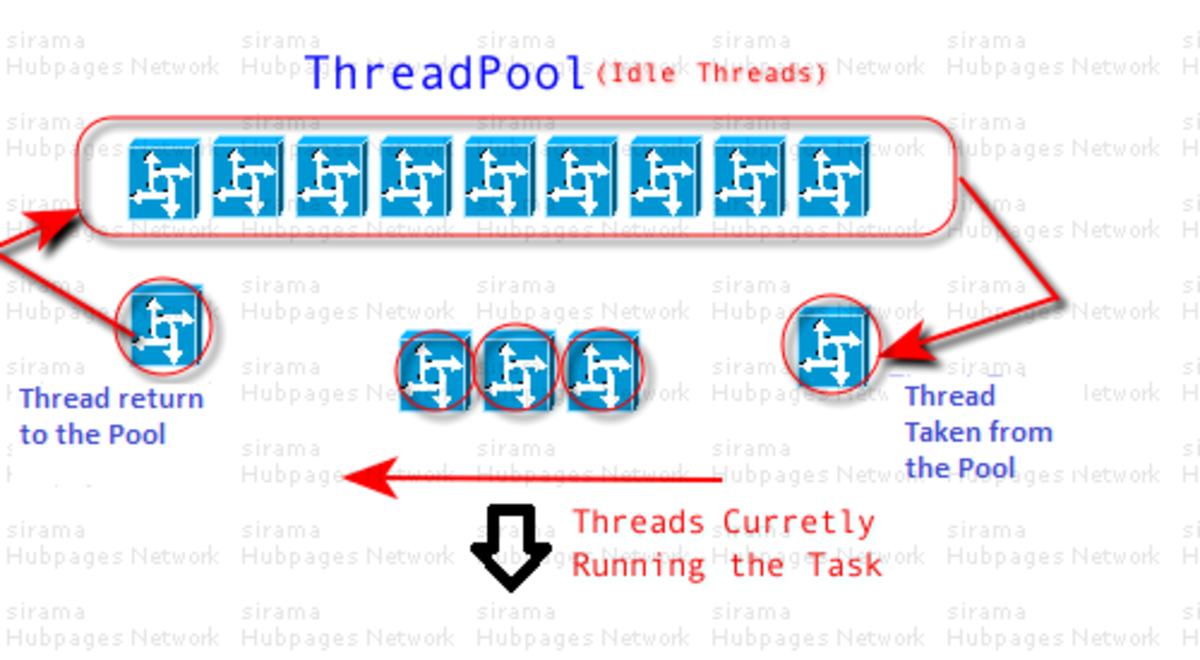 ThreadPool (Idle Threads)
Thread return
to the Pool
Thread
Taken from
the Pool
Threads Curretly
Running the Task
sirama
Hubpages Network